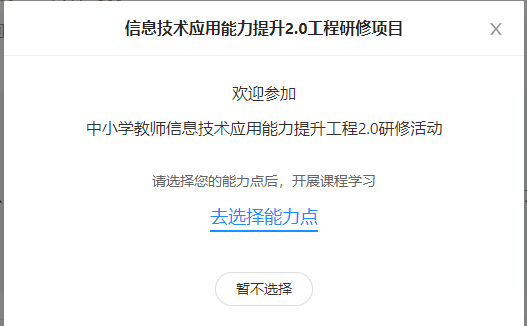 信息技术应用能力提升2.0工程研修项目
欢迎参加
中小学教师信息技术应用能力提升工程2.0研修活动
请选择您的能力点后，开展课程学习
去选择能力点
暂不选择